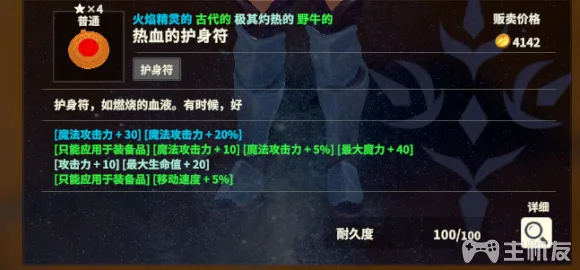 ★×4
普通
火焰精灵的 古代的 极其灼热的 野牛的
热血的护身符
贩卖价格
4142
护身符
护身符，如燃烧的血液。有时候，好
[魔法攻击力+30] [魔法攻击力+20%]
[只能应用于装备品] [魔法攻击力+10] [魔法攻击力+5%] [最大魔力+40]
[攻击力+10] [最大生命值+20]
[只能应用于装备品] [移动速度+5%]
详细
耐久度 100/100
主机友